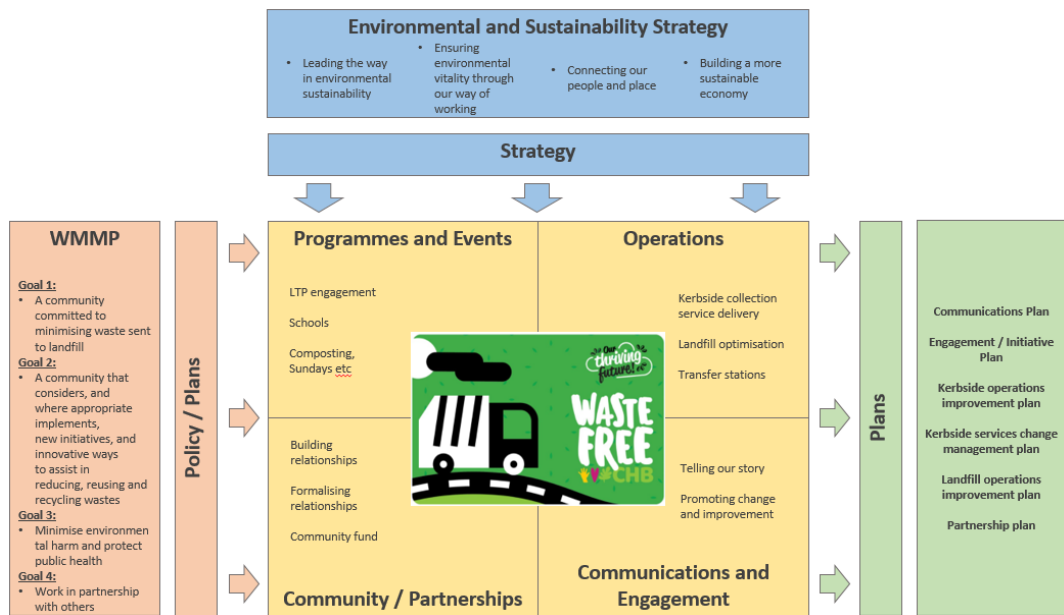 Environmental and Sustainability Strategy
• Leading the way
in environmental
sustainability
• Ensuring
environmental
vitality through
our way of
working
• Connecting our
people and place
• Building a more
sustainable
economy
Strategy
WMMP
Goal 1:
• A community
committed to
minimising waste sent
to landfill
Goal 2:
• A community that
considers, and
where appropriate
implements,
new initiatives, and
innovative ways
to assist in
reducing, reusing and
recycling wastes
Goal 3:
• Minimise environmen
tal harm and protect
public health
Goal 4:
• Work in partnership
with others
Policy / Plans
Programmes and Events
LTP engagement
Schools
Composting,
Sundays etc
Operations
Kerbside collection
service delivery
Landfill optimisation
Transfer stations
Our
thriving
future!
WASTE
FREE
CHB
Building
relationships
Formalising
relationships
Community fund
Community / Partnerships
Telling our story
Promoting change
and improvement
Communications and
Engagement
Plans
Communications Plan
Engagement / Initiative
Plan
Kerbside operations
improvement plan
Kerbside services change
management plan
Landfill operations
improvement plan
Partnership plan